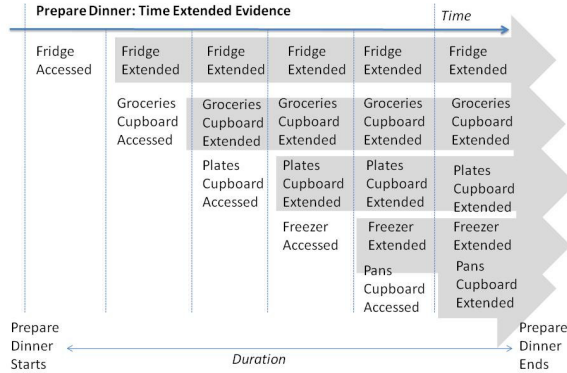 Prepare Dinner: Time Extended Evidence
Time
Fridge Fridge Fridge Fridge Fridge Fridge
Accessed Extended Extended Extended Extended Extended
Groceries Groceries Groceries Groceries Groceries
Cupboard Cupboard Cupboard Cupboard Cupboard
Accessed Extended Extended Extended Extended
Plates Plates Plates Plates
Cupboard Cupboard Cupboard Cupboard
Accessed Extended Extended Extended
Freezer Freezer Freezer
Accessed Extended Extended
Pans Pans
Cupboard Cupboard
Accessed Extended
Prepare Prepare
Dinner Duration Dinner
Starts Ends